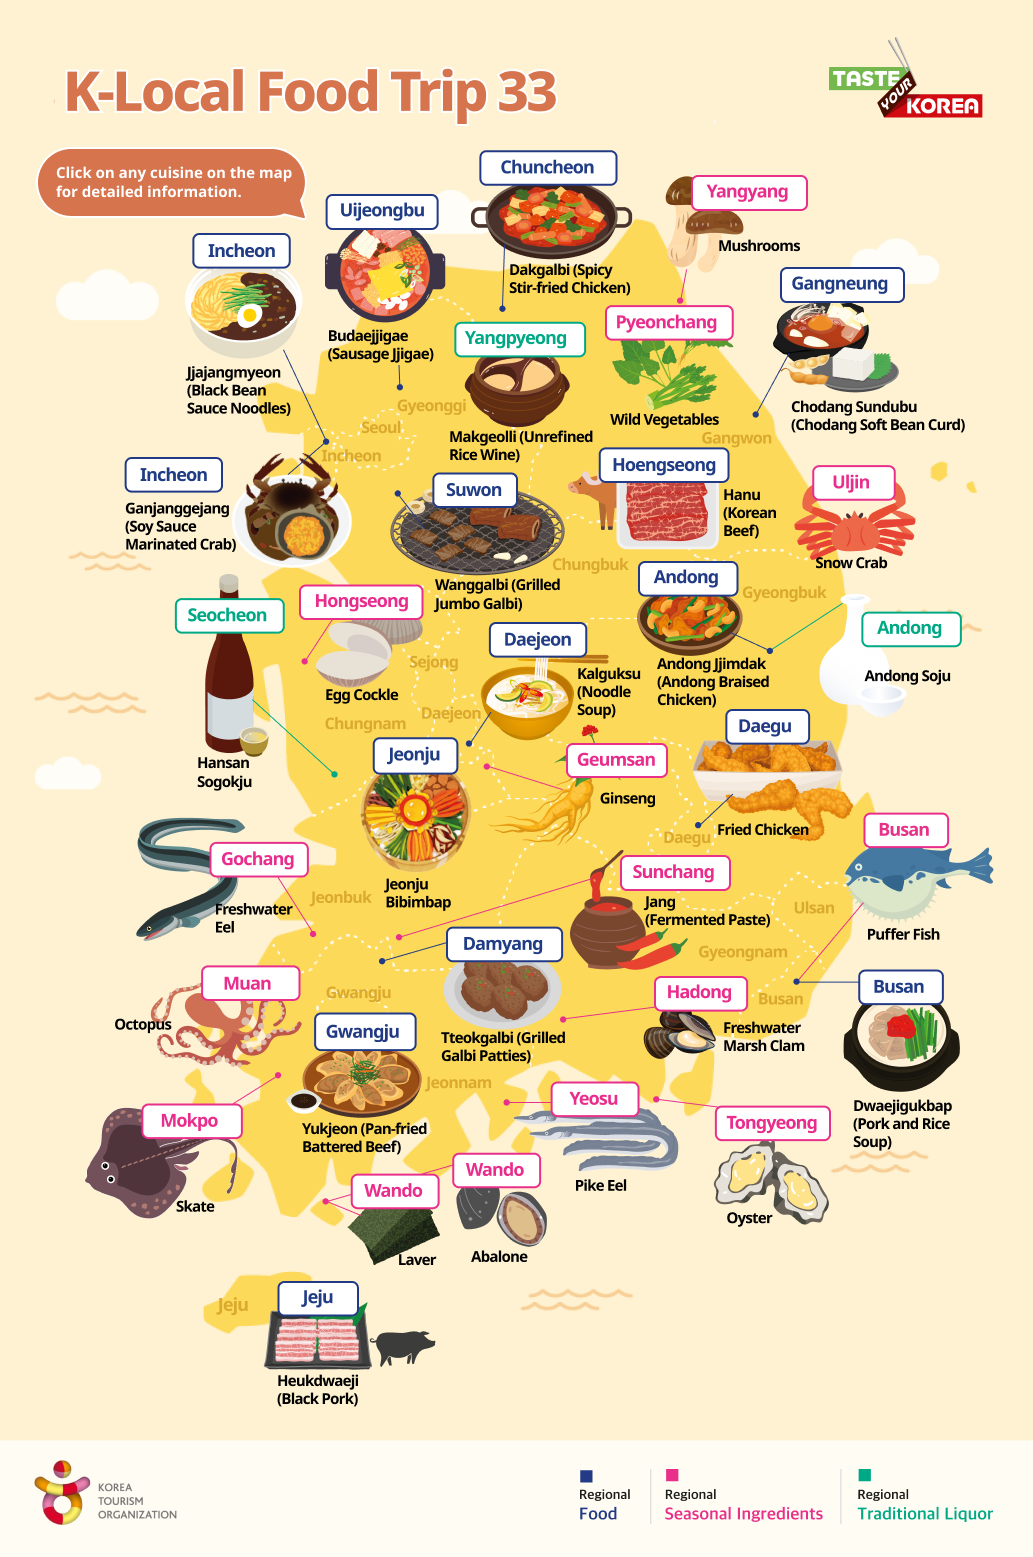 K-Local Food Trip 33
TASTE
YOUR
KOREA
Click on any cuisine on the map
for detailed information.
Chuncheon
Dakgalbi (Spicy
Stir-fried Chicken)
Yangyang
Mushrooms
Uijeongbu
Budaejjigae
(Sausage Jjigae)
Incheon
Jjajangmyeon
(Black Bean
Sauce Noodles)
Gangneung
Chodang Sundubu
(Chodang Soft Bean Curd)
Pyeonchang
Wild Vegetables
Yangpyeong
Makgeolli (Unrefined
Rice Wine)
Gyeonggi
Seoul
Incheon
Gangwon
Incheon
Ganjanggejang
(Soy Sauce
Marinated Crab)
Suwon
Wanggalbi (Grilled
Jumbo Galbi)
Hoengseong
Hanu
(Korean
Beef)
Uljin
Snow Crab
Chungbuk
Gyeongbuk
Andong
Andong Jjimdak
(Andong Braised
Chicken)
Andong
Andong Soju
Seocheon
Hansan
Sogokju
Hongseong
Egg Cockle
Sejong
Daejeon
Chungnam
Daejeon
Kalguksu
(Noodle
Soup)
Daegu
Fried Chicken
Daegu
Jeonju
Jeonju
Bibimbap
Geumsan
Ginseng
Busan
Puffer Fish
Gochang
Freshwater
Eel
Jeonbuk
Sunchang
Jang
(Fermented Paste)
Ulsan
Gyeongnam
Busan
Damyang
Tteokgalbi (Grilled
Galbi Patties)
Muan
Octopus
Gwangju
Gwangju
Yukjeon (Pan-fried
Battered Beef)
Hadong
Freshwater
Marsh Clam
Busan
Dwaejigukbap
(Pork and Rice
Soup)
Jeonnam
Mokpo
Skate
Yeosu
Pike Eel
Tongyeong
Oyster
Wando
Abalone
Wando
Laver
Jeju
Jeju
Heukdwaeji
(Black Pork)
KOREA
TOURISM
ORGANIZATION
Regional
Food
Regional
Seasonal Ingredients
Regional
Traditional Liquor